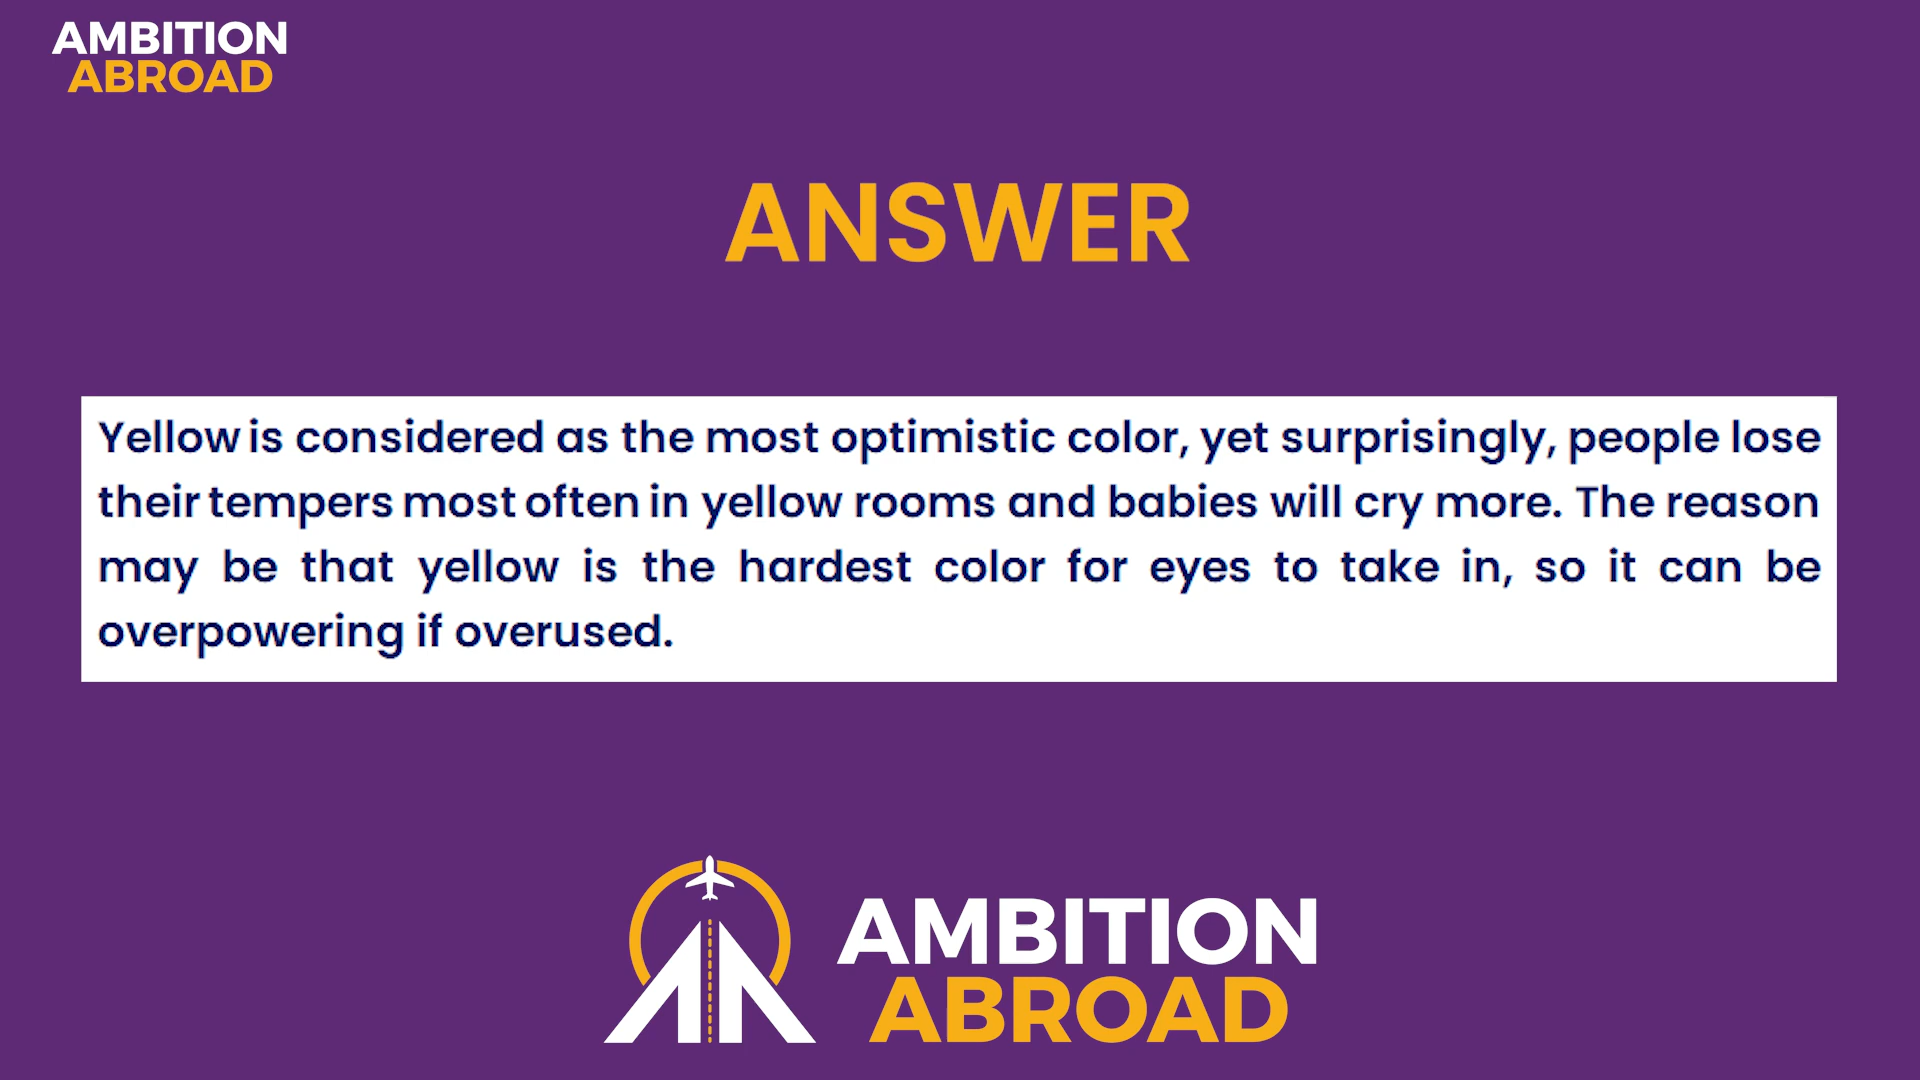 AMBITION
ABROAD
ANSWER
Yellow is considered as the most optimistic color, yet surprisingly, people lose
their tempers most often in yellow rooms and babies will cry more. The reason
may be that yellow is the hardest color for eyes to take in, so it can be
overpowering if overused.
AMBITION
ABROAD